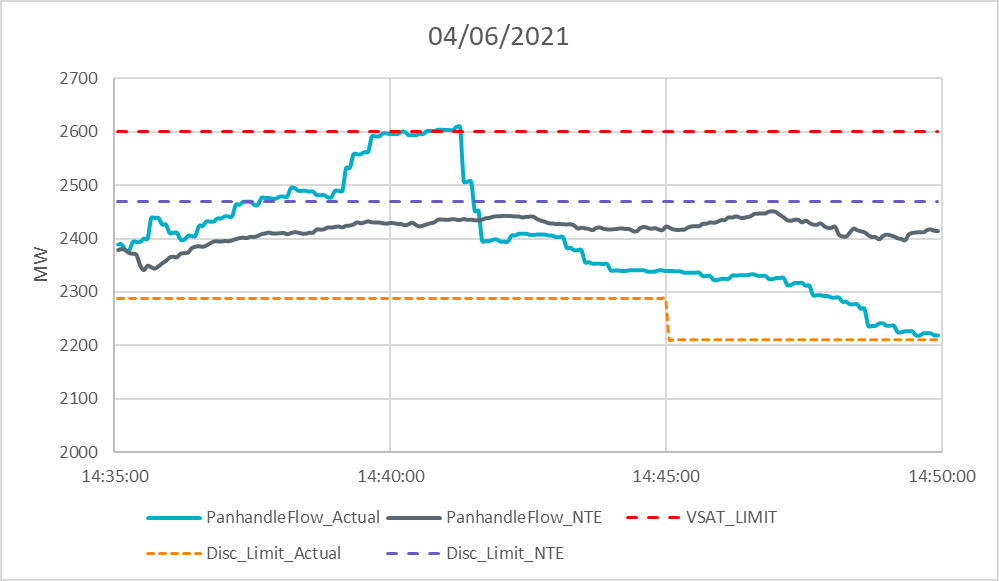 04/06/2021
2700
2600
2500
2400
2300
2200
2100
2000
MW
14:35:00 14:40:00 14:45:00 14:50:00
PanhandleFlow_Actual PanhandleFlow_NTE VSAT_LIMIT
Disc_Limit_Actual Disc_Limit_NTE